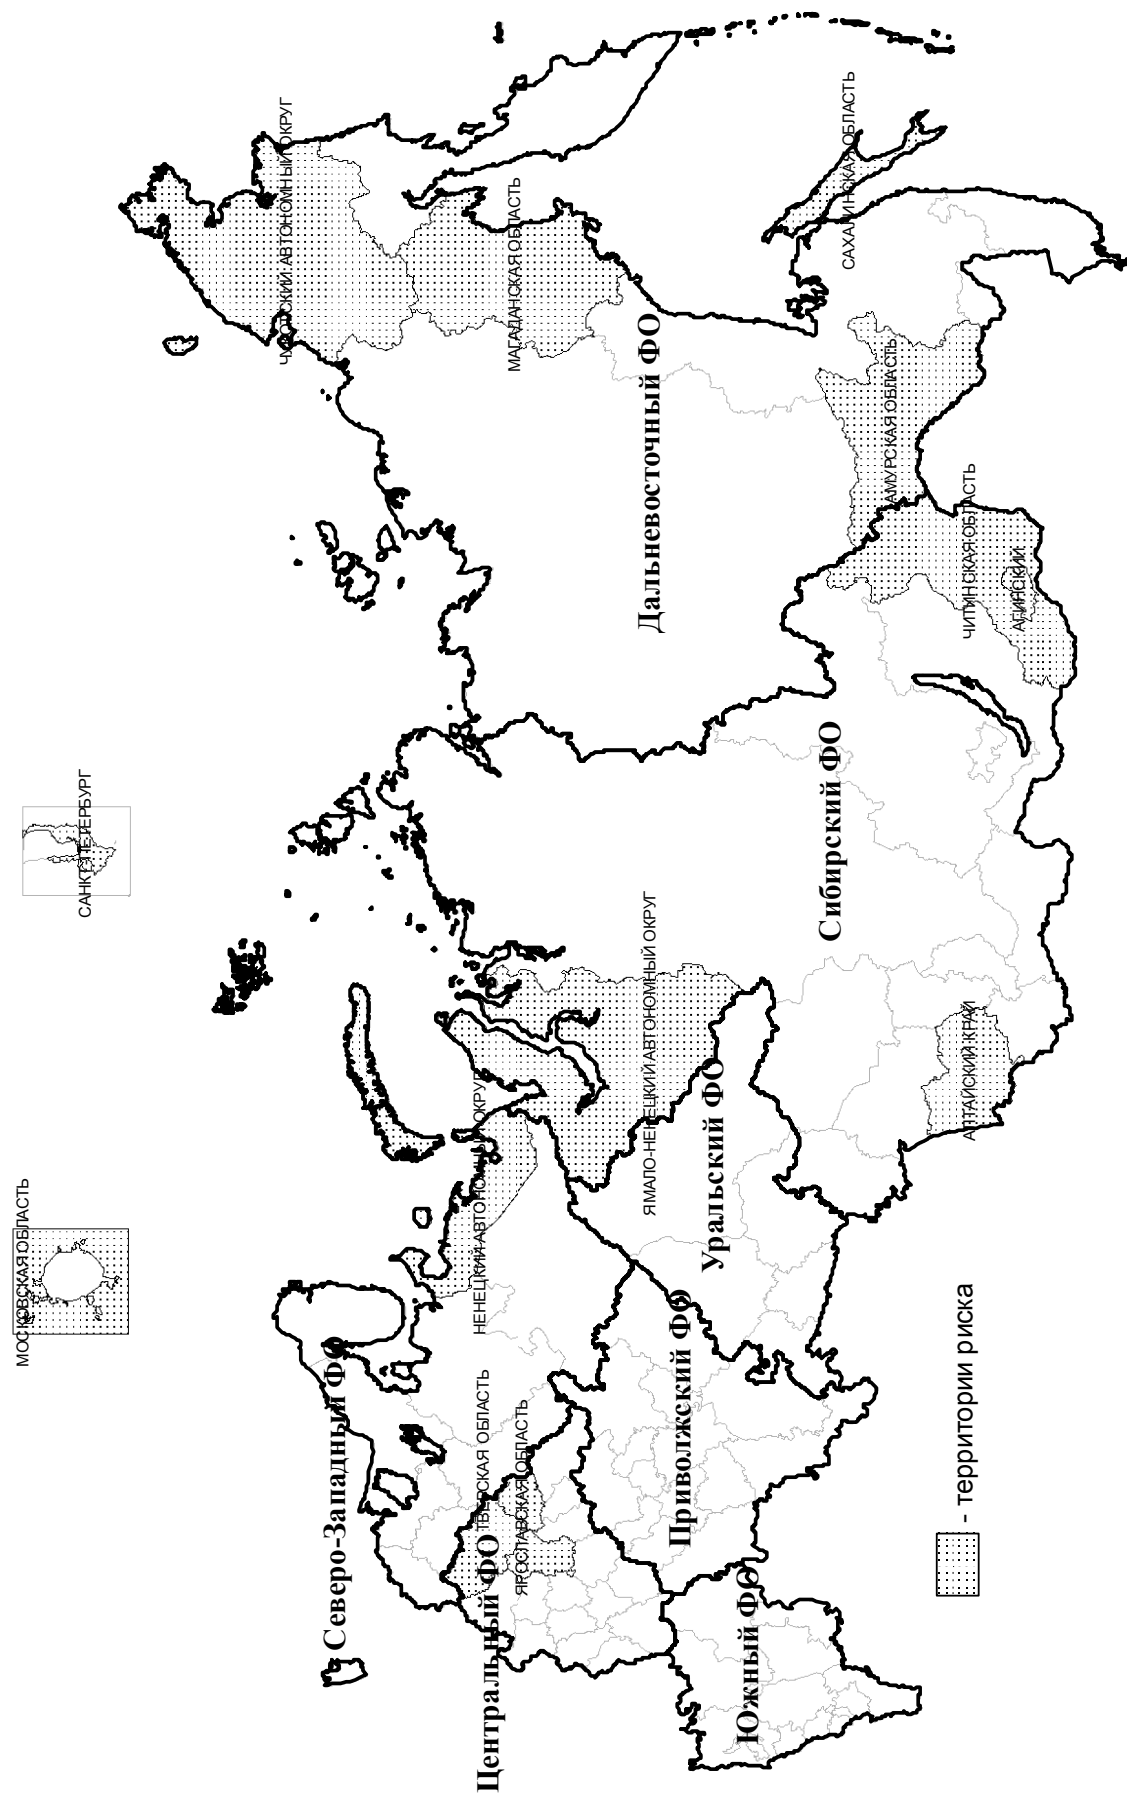 МОСКОВСКАЯ ОБЛАСТЬ
САНКТ-ПЕТЕРБУРГ
Северо-Западный ФО
Центральный ФО
ТВЕРСКАЯ ОБЛАСТЬ
ЯРОСЛАВСКАЯ ОБЛАСТЬ
НЕНЕЦКИЙ АВТОНОМНЫЙ ОКРУГ
ЧУКОТСКИЙ АВТОНОМНЫЙ ОКРУГ
МАГАДАНСКАЯ ОБЛАСТЬ
Приволжский ФО
Уральский ФО
ЯМАЛО-НЕНЕЦКИЙ АВТОНОМНЫЙ ОКРУГ
Дальневосточный ФО
Южный ФО
Сибирский ФО
САХАЛИНСКАЯ ОБЛАСТЬ
АМУРСКАЯ ОБЛАСТЬ
АЛТАЙСКИЙ КРАЙ
ЧИТИНСКАЯ ОБЛАСТЬ
АГИНСКИЙ
- территории риска